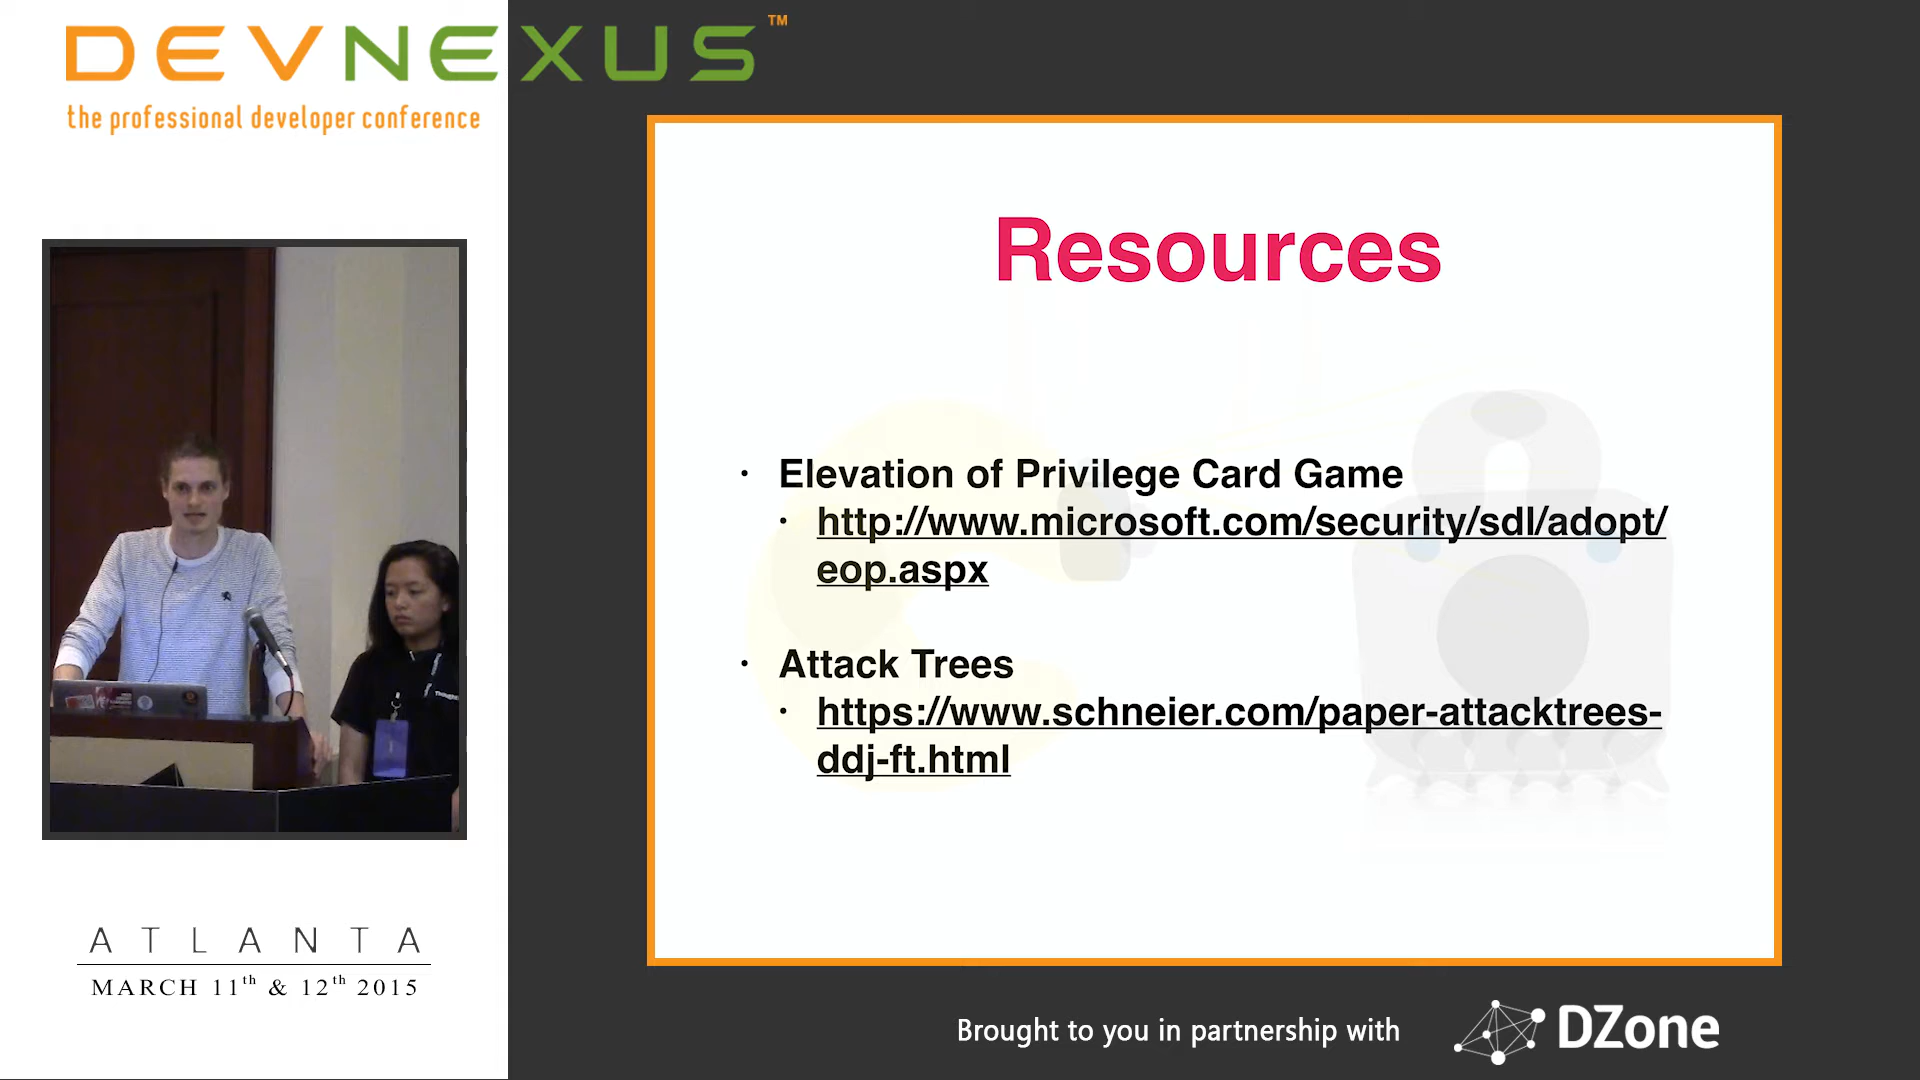 DEVNEXUS™
the professional developer conference
Resources
· Elevation of Privilege Card Game
· http://www.microsoft.com/security/sdl/adopt/
eop.aspx
· Attack Trees
· https://www.schneier.com/paper-attacktrees-
ddj-ft.html
ATLANTA
MARCH 11th & 12th 2015
Brought to you in partnership with
DZone